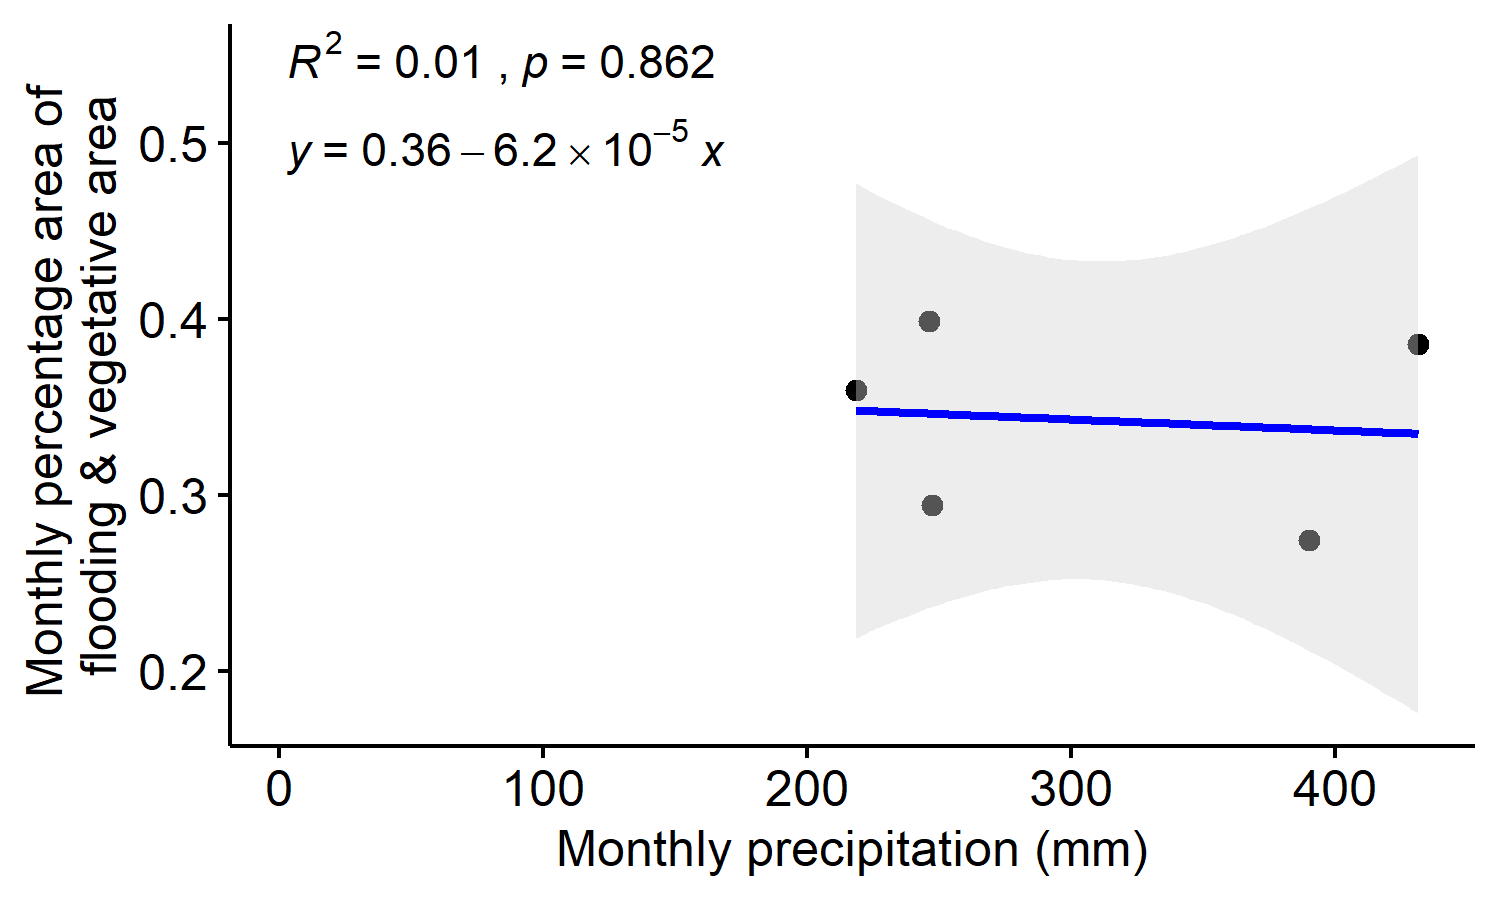 R² = 0.01 , p = 0.862
y = 0.36 − 6.2 × 10⁻⁵ x
Monthly percentage area of
flooding & vegetative area
0.5
0.4
0.3
0.2
0 100 200 300 400
Monthly precipitation (mm)